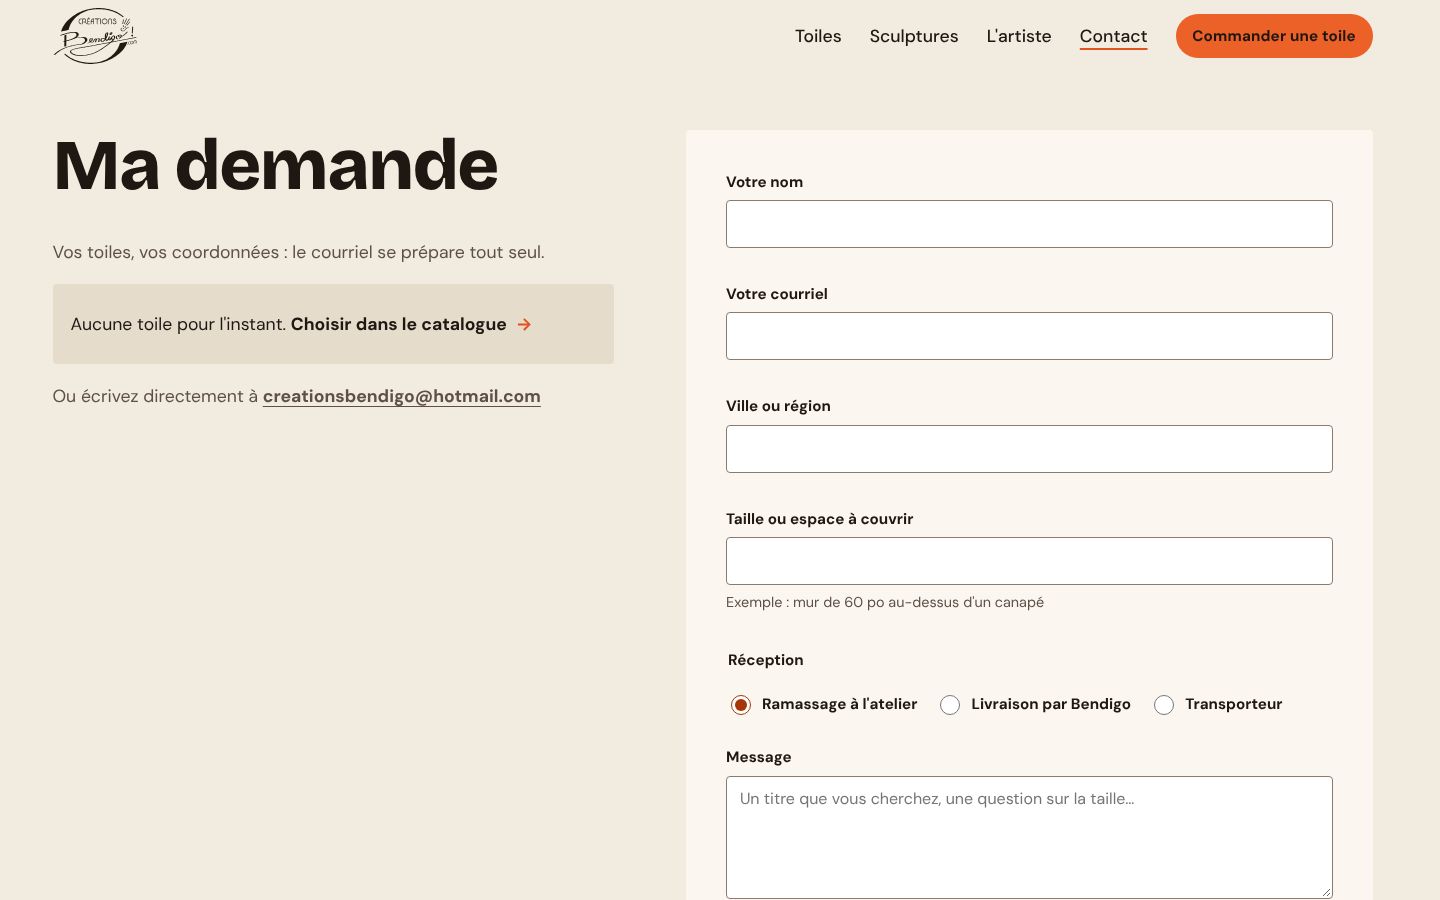 CRÉATIONS
Bendigo !
.com
Toiles
Sculptures
L'artiste
Contact
Commander une toile
Ma demande
Vos toiles, vos coordonnées : le courriel se prépare tout seul.
Aucune toile pour l'instant. Choisir dans le catalogue →
Ou écrivez directement à creationsbendigo@hotmail.com
Votre nom
Votre courriel
Ville ou région
Taille ou espace à couvrir
Exemple : mur de 60 po au-dessus d'un canapé
Réception
Ramassage à l'atelier
Livraison par Bendigo
Transporteur
Message
Un titre que vous cherchez, une question sur la taille...